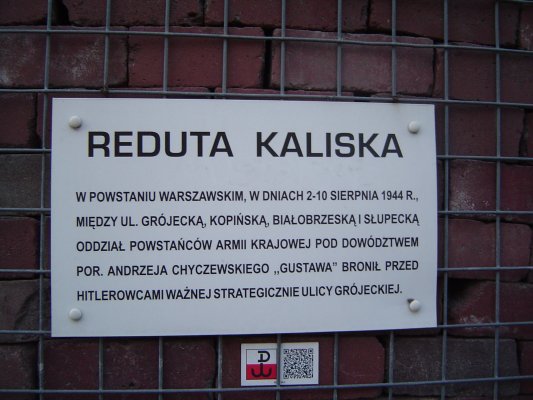 REDUTA KALISKA
W POWSTANIU WARSZAWSKIM, W DNIACH 2-10 SIERPNIA 1944 R.,
MIĘDZY UL. GRÓJECKĄ, KOPIŃSKĄ, BIAŁOBRZESKĄ I SŁUPECKĄ
ODDZIAŁ POWSTAŃCÓW ARMII KRAJOWEJ POD DOWÓDZTWEM
POR. ANDRZEJA CHYCZEWSKIEGO ,,GUSTAWA" BRONIŁ PRZED
HITLEROWCAMI WAŻNEJ STRATEGICZNIE ULICY GRÓJECKIEJ.